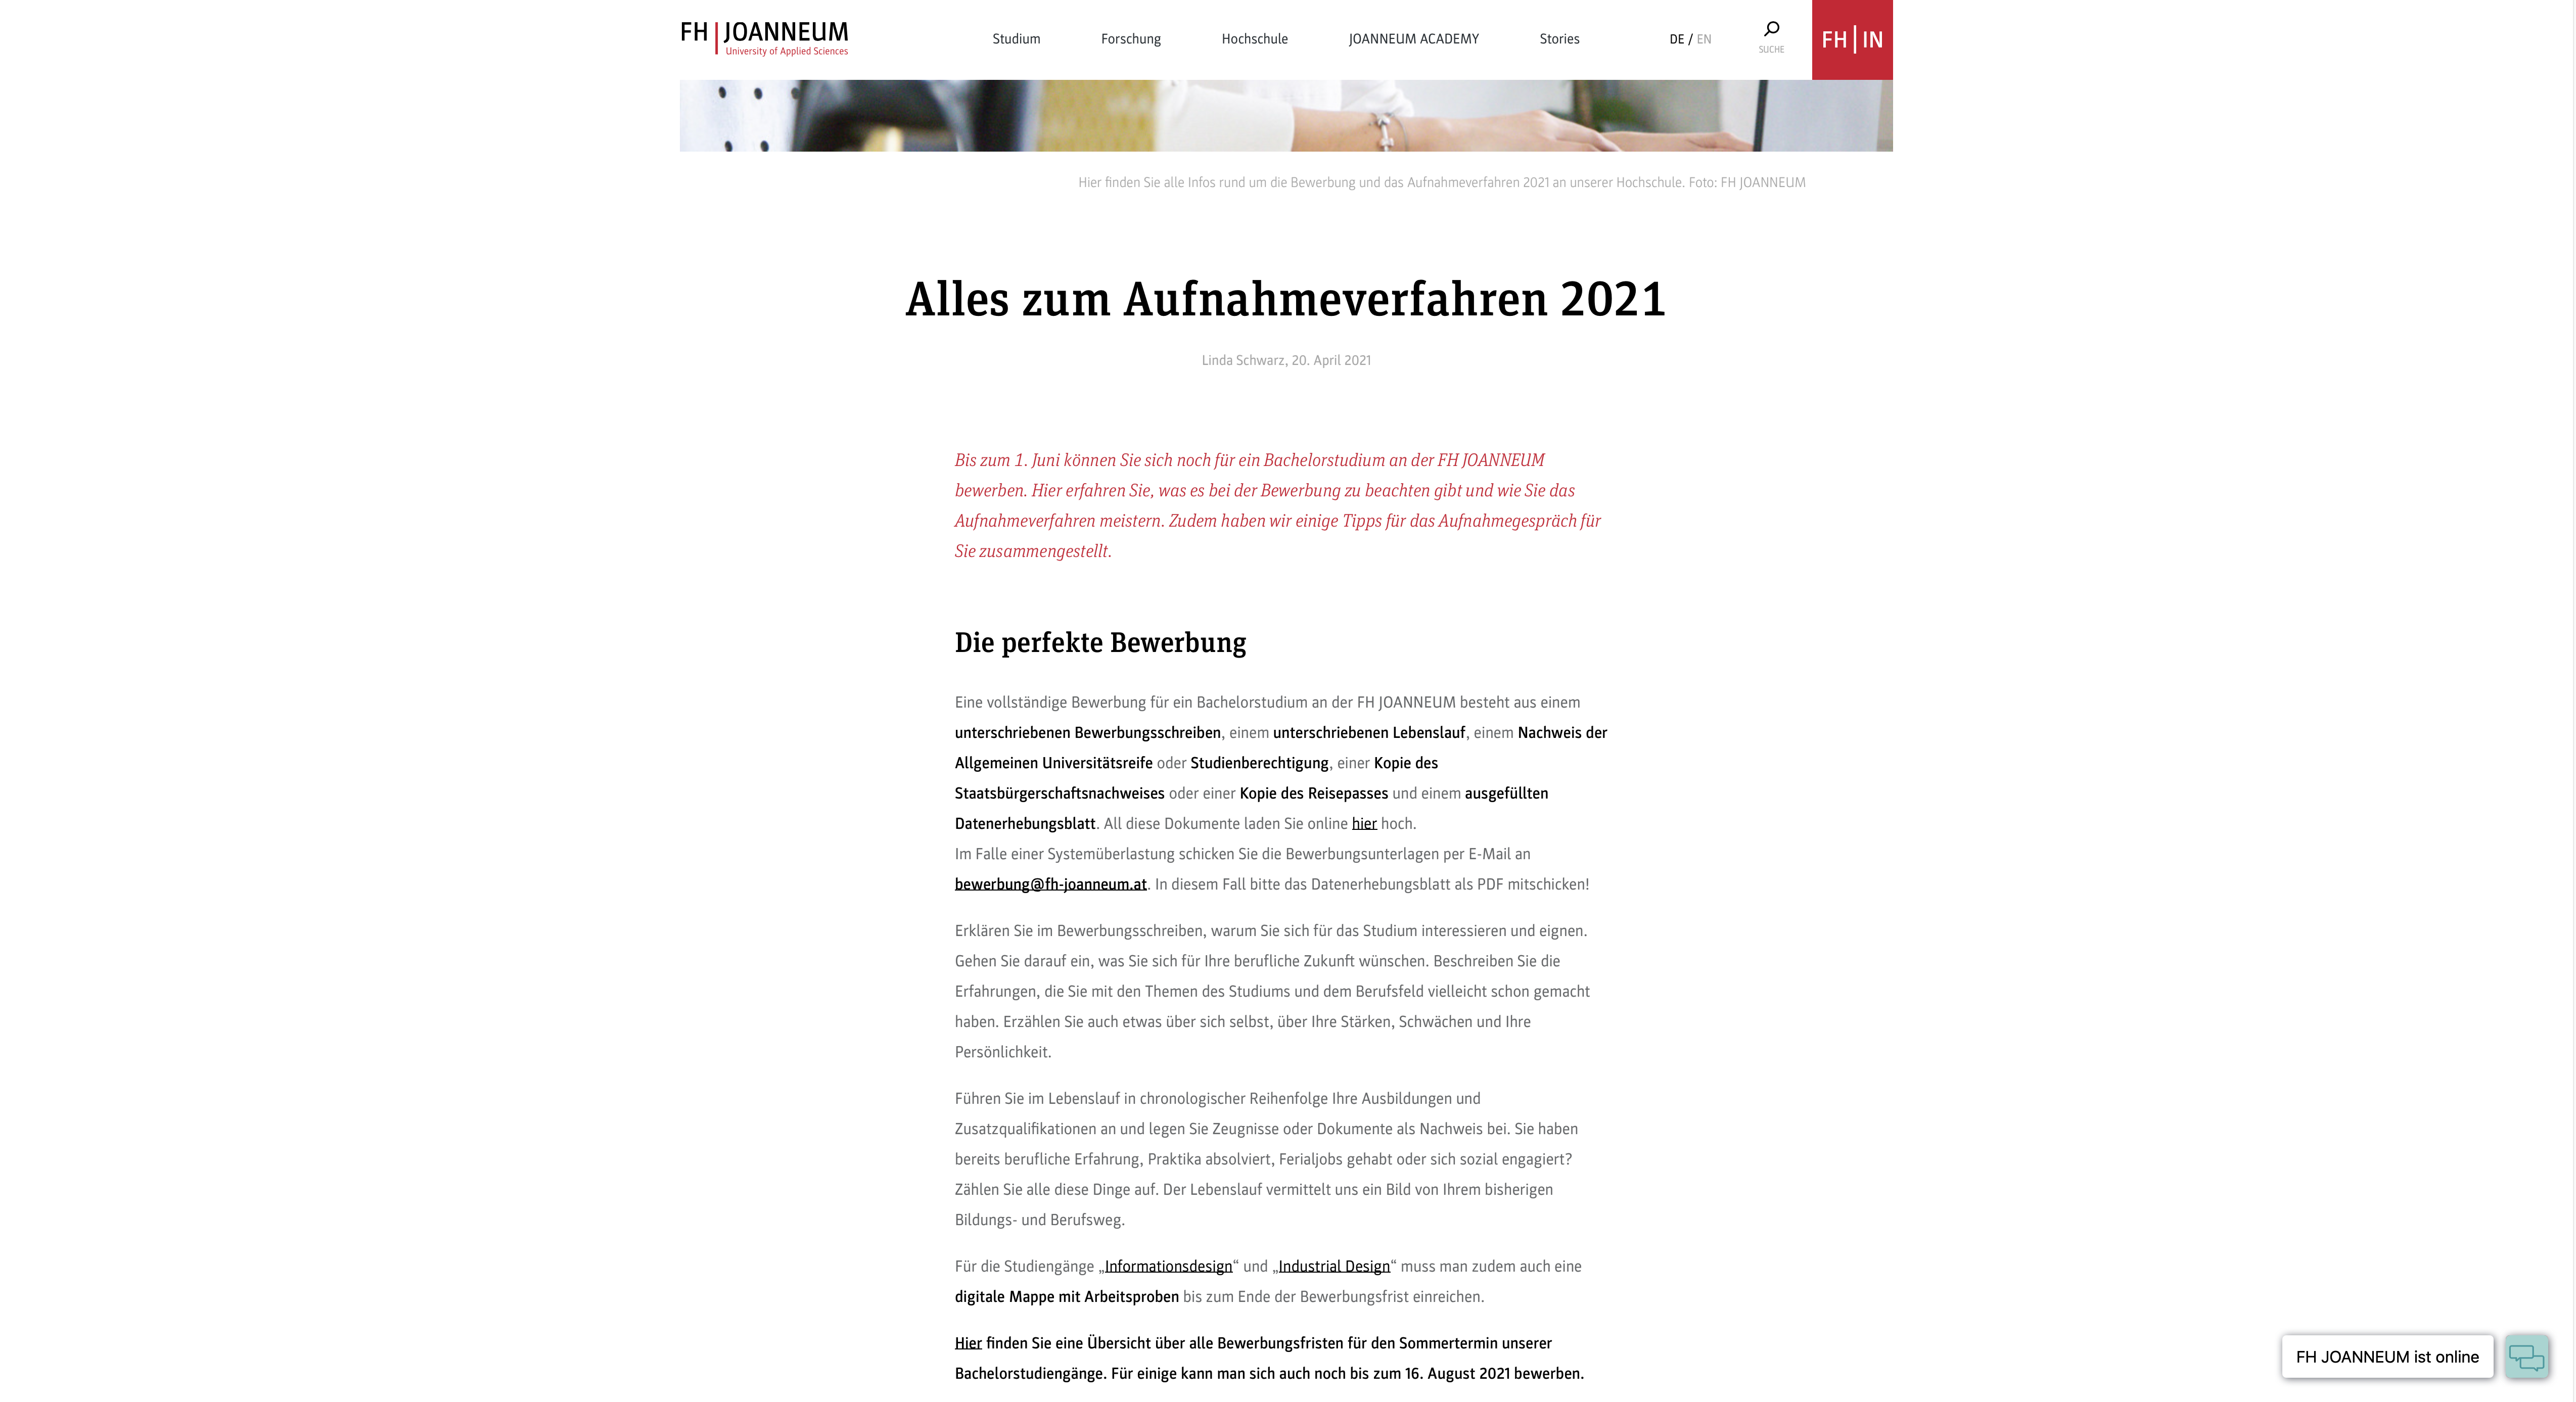 FH JOANNEUM
University of Applied Sciences
Studium
Forschung
Hochschule
JOANNEUM ACADEMY
Stories
DE / EN
SUCHE
FH IN
Hier finden Sie alle Infos rund um die Bewerbung und das Aufnahmeverfahren 2021 an unserer Hochschule. Foto: FH JOANNEUM
Alles zum Aufnahmeverfahren 2021
Linda Schwarz, 20. April 2021
Bis zum 1. Juni können Sie sich noch für ein Bachelorstudium an der FH JOANNEUM
bewerben. Hier erfahren Sie, was es bei der Bewerbung zu beachten gibt und wie Sie das
Aufnahmeverfahren meistern. Zudem haben wir einige Tipps für das Aufnahmegespräch für
Sie zusammengestellt.
Die perfekte Bewerbung
Eine vollständige Bewerbung für ein Bachelorstudium an der FH JOANNEUM besteht aus einem
unterschriebenen Bewerbungsschreiben, einem unterschriebenen Lebenslauf, einem Nachweis der
Allgemeinen Universitätsreife oder Studienberechtigung, einer Kopie des
Staatsbürgerschaftsnachweises oder einer Kopie des Reisepasses und einem ausgefüllten
Datenerhebungsblatt. All diese Dokumente laden Sie online hier hoch.
Im Falle einer Systemüberlastung schicken Sie die Bewerbungsunterlagen per E-Mail an
bewerbung@fh-joanneum.at. In diesem Fall bitte das Datenerhebungsblatt als PDF mitschicken!
Erklären Sie im Bewerbungsschreiben, warum Sie sich für das Studium interessieren und eignen.
Gehen Sie darauf ein, was Sie sich für Ihre berufliche Zukunft wünschen. Beschreiben Sie die
Erfahrungen, die Sie mit den Themen des Studiums und dem Berufsfeld vielleicht schon gemacht
haben. Erzählen Sie auch etwas über sich selbst, über Ihre Stärken, Schwächen und Ihre
Persönlichkeit.
Führen Sie im Lebenslauf in chronologischer Reihenfolge Ihre Ausbildungen und
Zusatzqualifikationen an und legen Sie Zeugnisse oder Dokumente als Nachweis bei. Sie haben
bereits berufliche Erfahrung, Praktika absolviert, Ferialjobs gehabt oder sich sozial engagiert?
Zählen Sie alle diese Dinge auf. Der Lebenslauf vermittelt uns ein Bild von Ihrem bisherigen
Bildungs- und Berufsweg.
Für die Studiengänge „Informationsdesign“ und „Industrial Design“ muss man zudem auch eine
digitale Mappe mit Arbeitsproben bis zum Ende der Bewerbungsfrist einreichen.
Hier finden Sie eine Übersicht über alle Bewerbungsfristen für den Sommertermin unserer
Bachelorstudiengänge. Für einige kann man sich auch noch bis zum 16. August 2021 bewerben.
FH JOANNEUM ist online